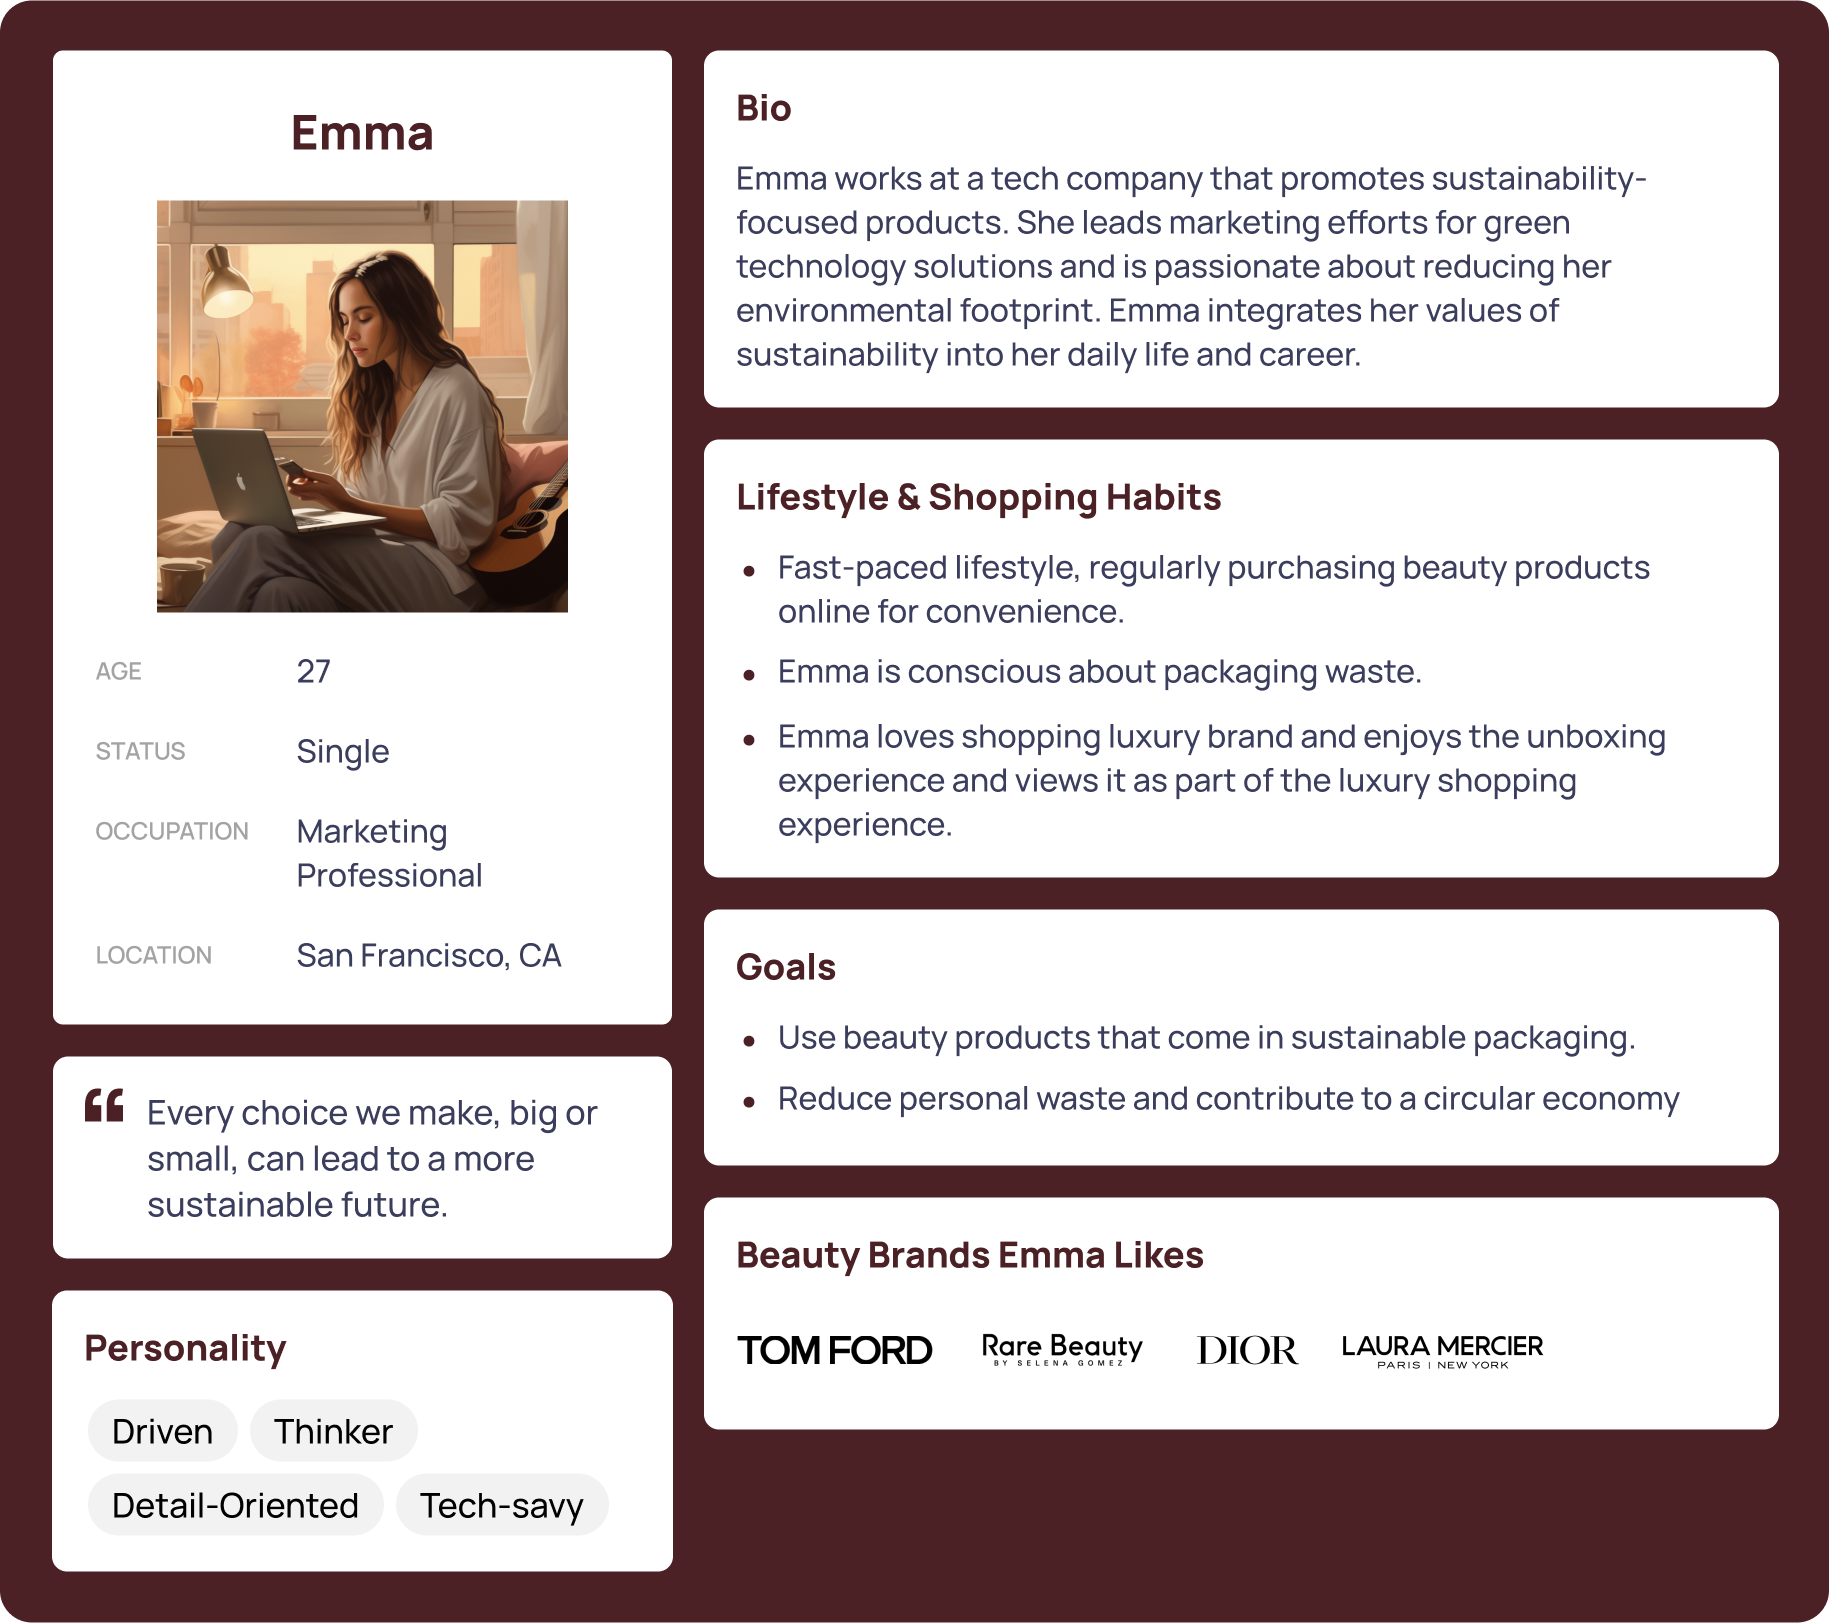 Emma
AGE
27
STATUS
Single
OCCUPATION
Marketing
Professional
LOCATION
San Francisco, CA
“
Every choice we make, big or
small, can lead to a more
sustainable future.
Personality
Driven
Thinker
Detail-Oriented
Tech-savy
Bio
Emma works at a tech company that promotes sustainability-
focused products. She leads marketing efforts for green
technology solutions and is passionate about reducing her
environmental footprint. Emma integrates her values of
sustainability into her daily life and career.
Lifestyle & Shopping Habits
• Fast-paced lifestyle, regularly purchasing beauty products
online for convenience.
• Emma is conscious about packaging waste.
• Emma loves shopping luxury brand and enjoys the unboxing
experience and views it as part of the luxury shopping
experience.
Goals
• Use beauty products that come in sustainable packaging.
• Reduce personal waste and contribute to a circular economy
Beauty Brands Emma Likes
TOM FORD
Rare Beauty
BY SELENA GOMEZ
DIOR
LAURA MERCIER
PARIS | NEW YORK